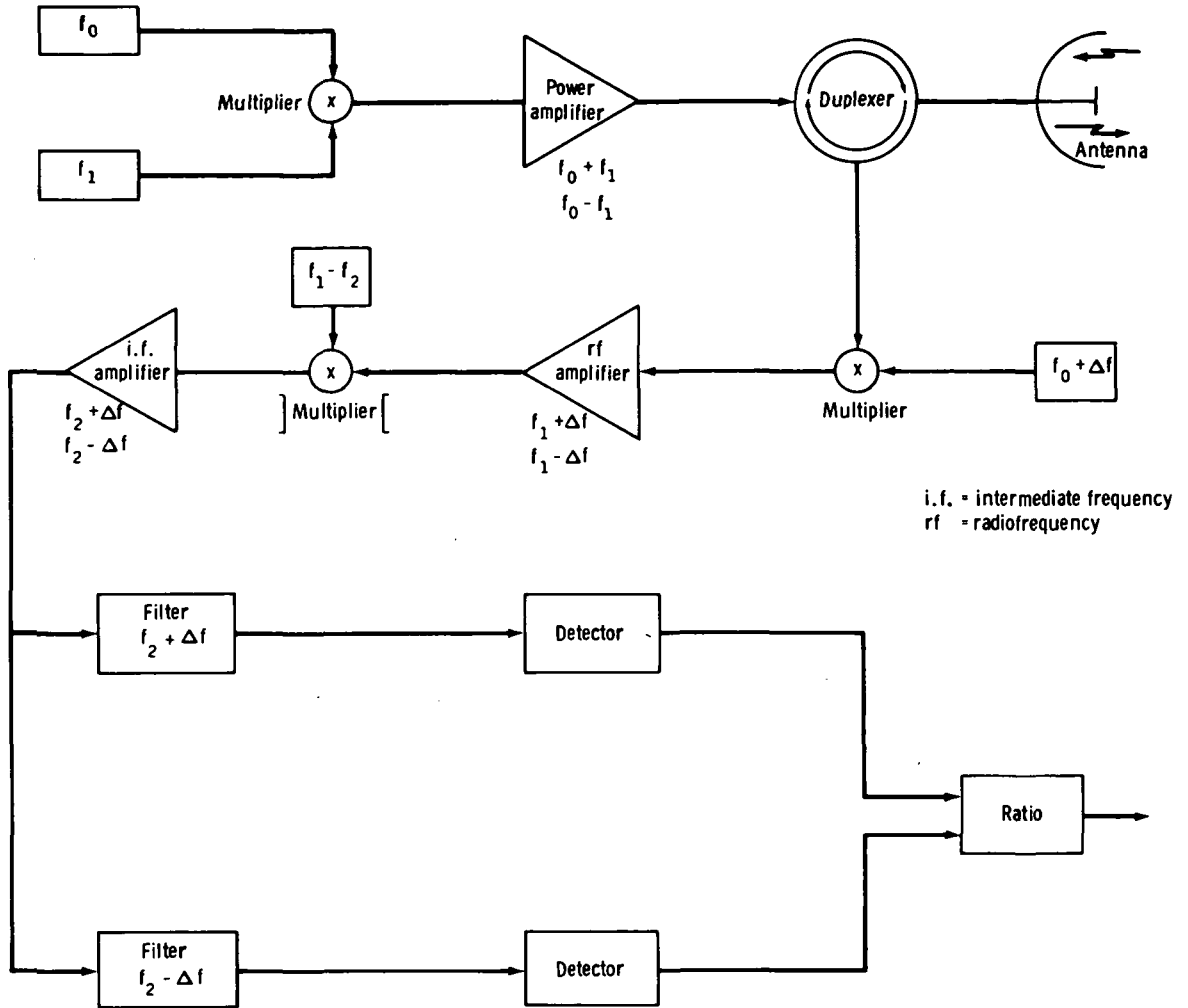 f₀
Multiplier
x
f₁
Power
amplifier
f₀ + f₁
f₀ - f₁
Duplexer
Antenna
i.f.
amplifier
f₂ + Δf
f₂ - Δf
f₁ - f₂
x
] Multiplier [
rf
amplifier
f₁ + Δf
f₁ - Δf
x
Multiplier
f₀ + Δf
i.f. = intermediate frequency
rf = radiofrequency
Filter
f₂ + Δf
Detector
Ratio
Filter
f₂ - Δf
Detector